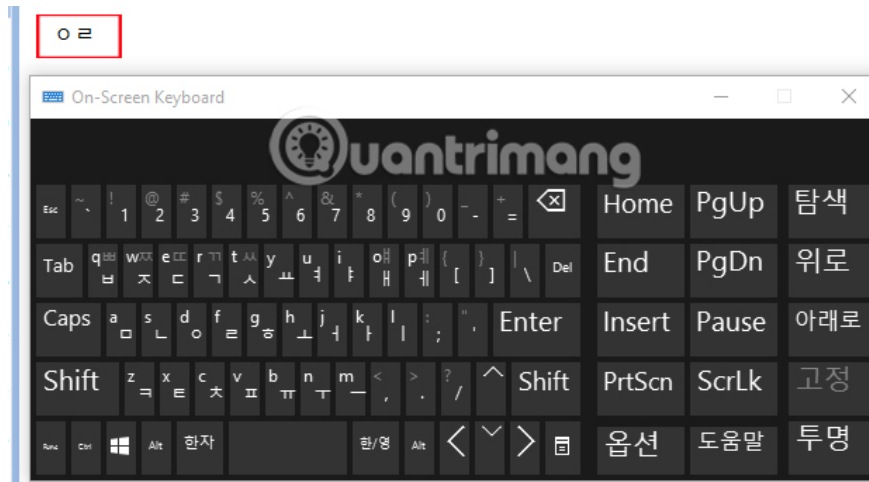 ㅇㄹ
On-Screen Keyboard
Quantrimang
Esc ~ ` ! 1 @ 2 # 3 $ 4 % 5 ^ 6 & 7 * 8 ( 9 ) 0 _ - + = Home PgUp 탐색
Tab q ㅃ ㅂ w ㅉ ㅈ e ㄸ ㄷ r ㄲ ㄱ t ㅆ ㅅ y ㅛ u ㅕ i ㅑ o ㅒ ㅐ p ㅖ ㅔ { [ } ] | \ Del End PgDn 위로
Caps a ㅁ s ㄴ d ㅇ f ㄹ g ㅎ h ㅗ j ㅓ k ㅏ l ㅣ : ; " ' Enter Insert Pause 아래로
Shift z ㅋ x ㅌ c ㅊ v ㅍ b ㅠ n ㅜ m ㅡ < , > . ? / Shift PrtScn ScrLk 고정
Func Ctrl Alt 한자 한/영 Alt 옵션 도움말 투명